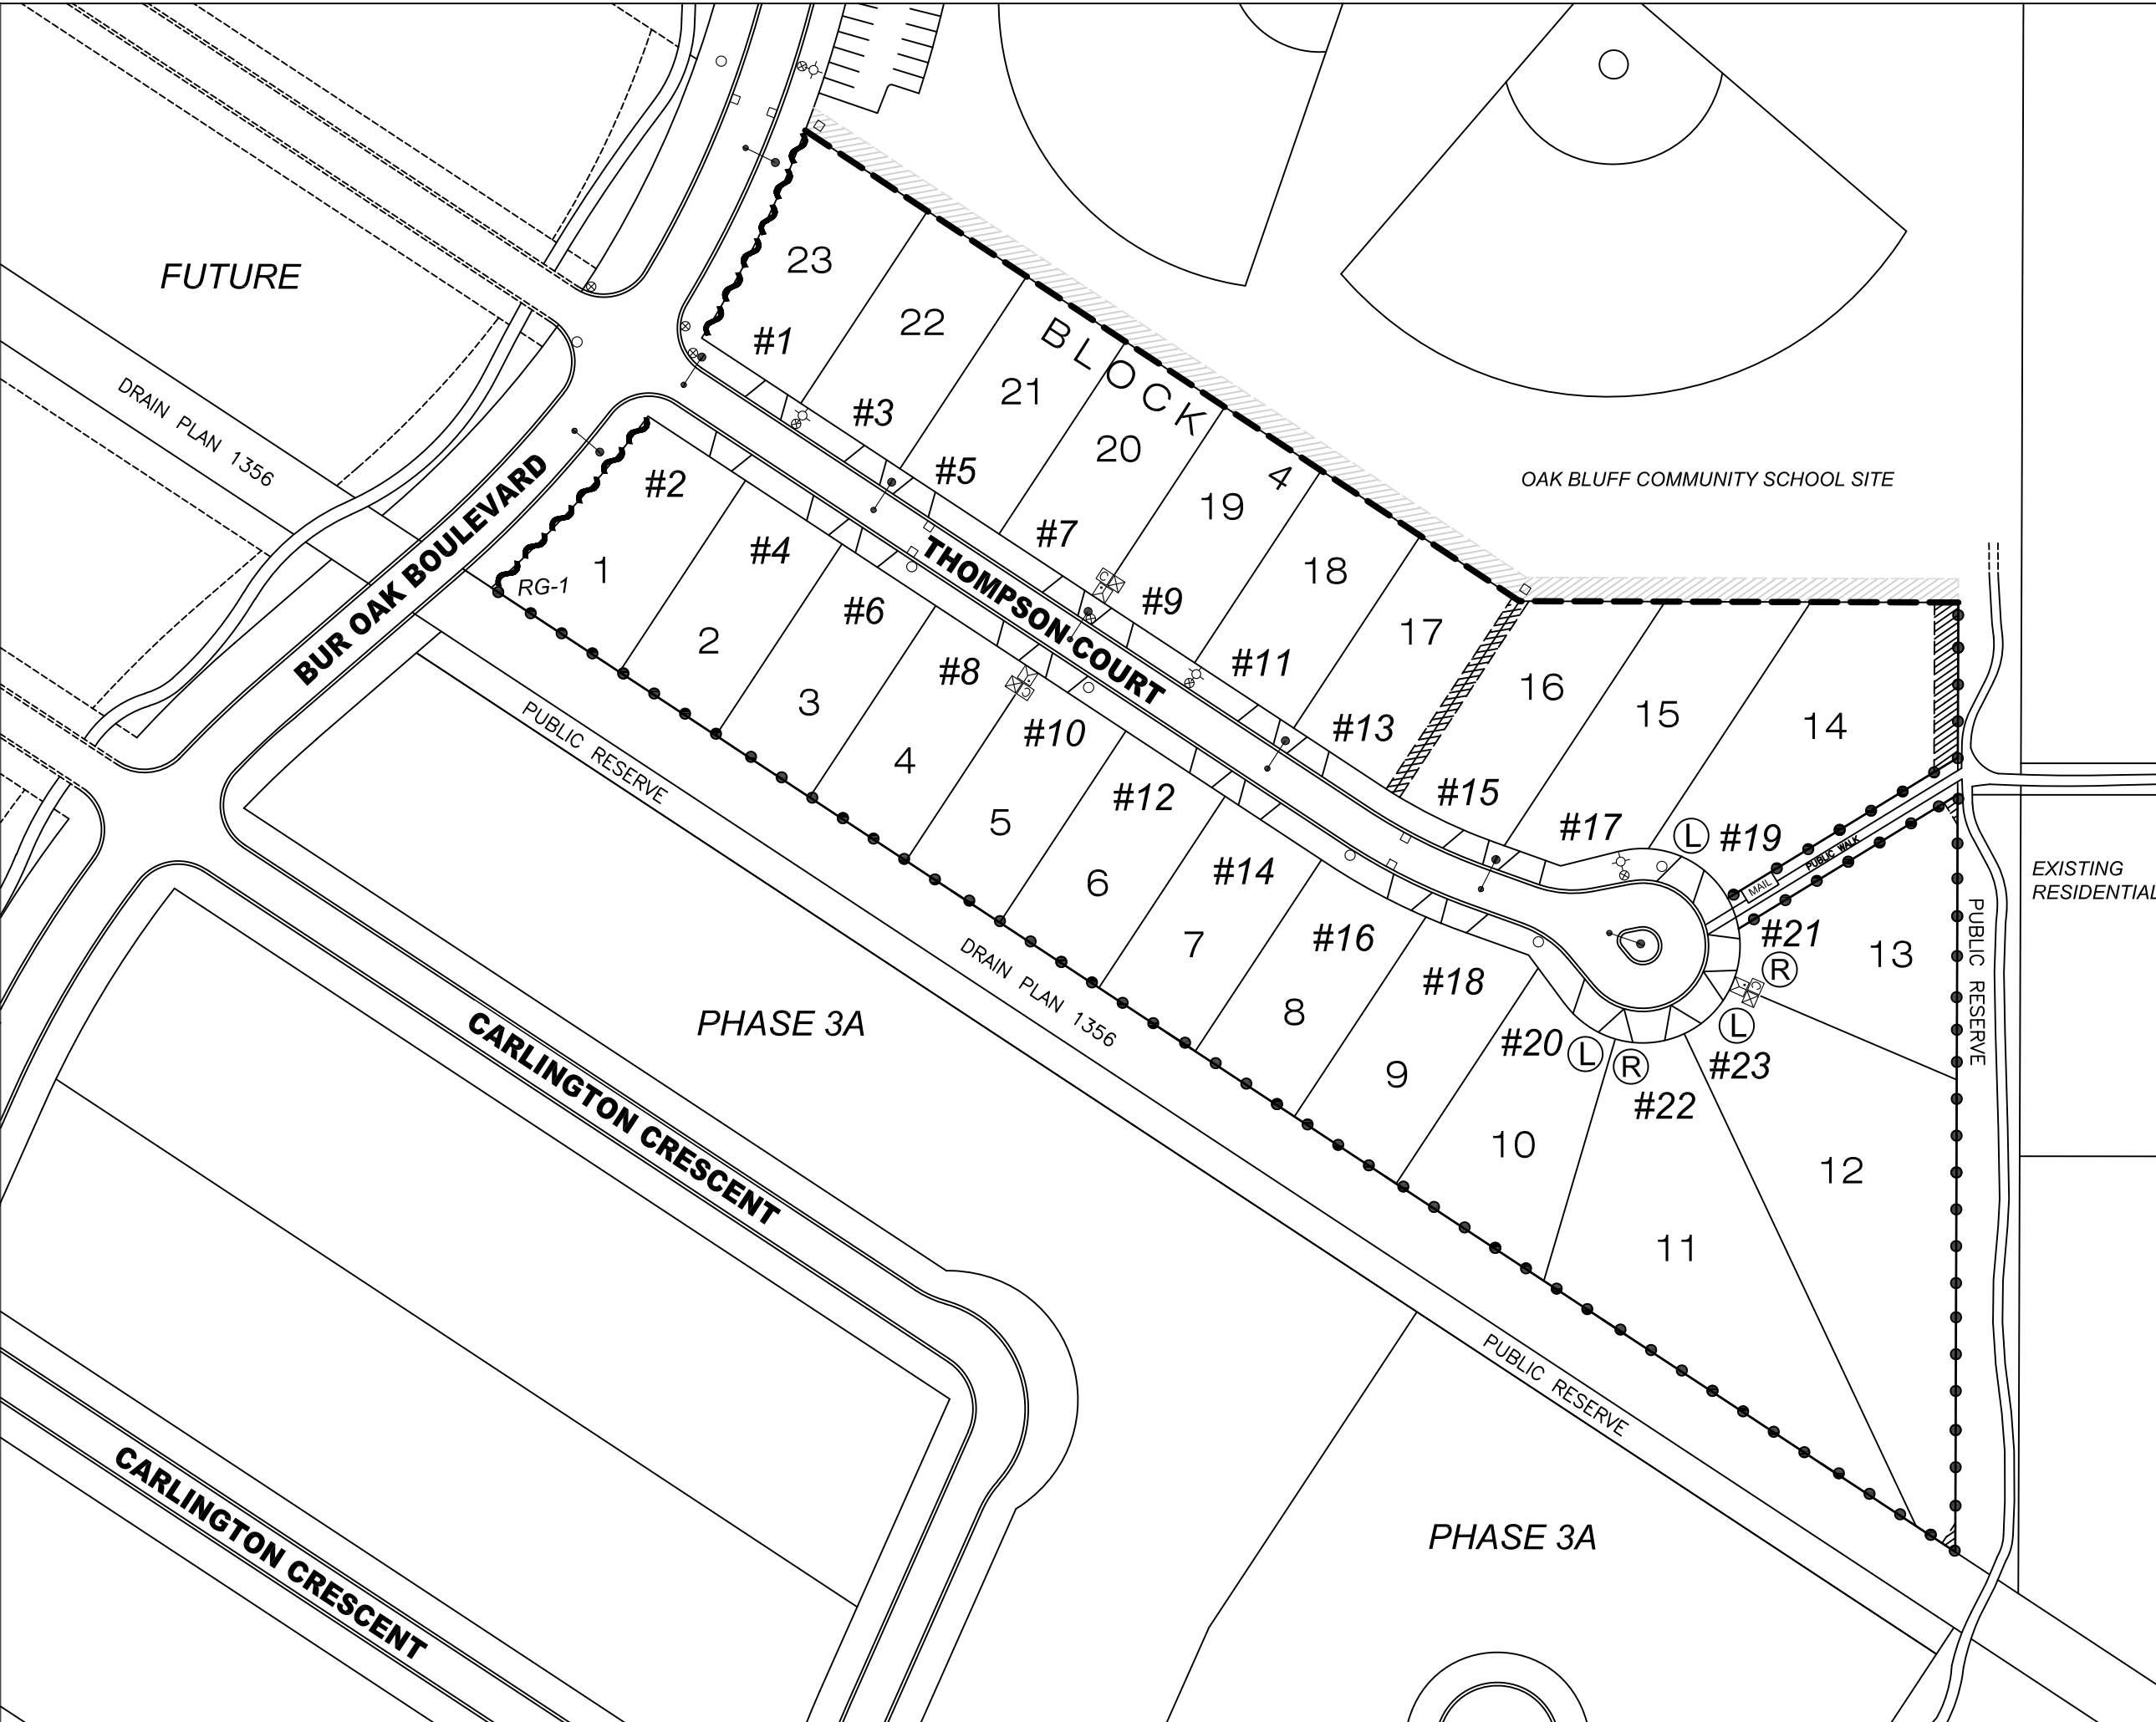 FUTURE
DRAIN PLAN 1356
BUR OAK BOULEVARD
RG-1
23
#1
22
#3
21
#5
20
#7
19
#9
18
#11
17
#13
16
#15
15
#17
14
#19
BLOCK 4
OAK BLUFF COMMUNITY SCHOOL SITE
THOMPSON COURT
#2
1
#4
2
#6
3
#8
4
#10
5
#12
6
#14
7
#16
8
#18
9
#20
10
#22
11
#23
12
#21
13
L
R
L
L
R
MAIL
PUBLIC WALK
PUBLIC RESERVE
EXISTING
RESIDENTIAL
PUBLIC RESERVE
DRAIN PLAN 1356
PUBLIC RESERVE
PHASE 3A
CARLINGTON CRESCENT
CARLINGTON CRESCENT
PHASE 3A